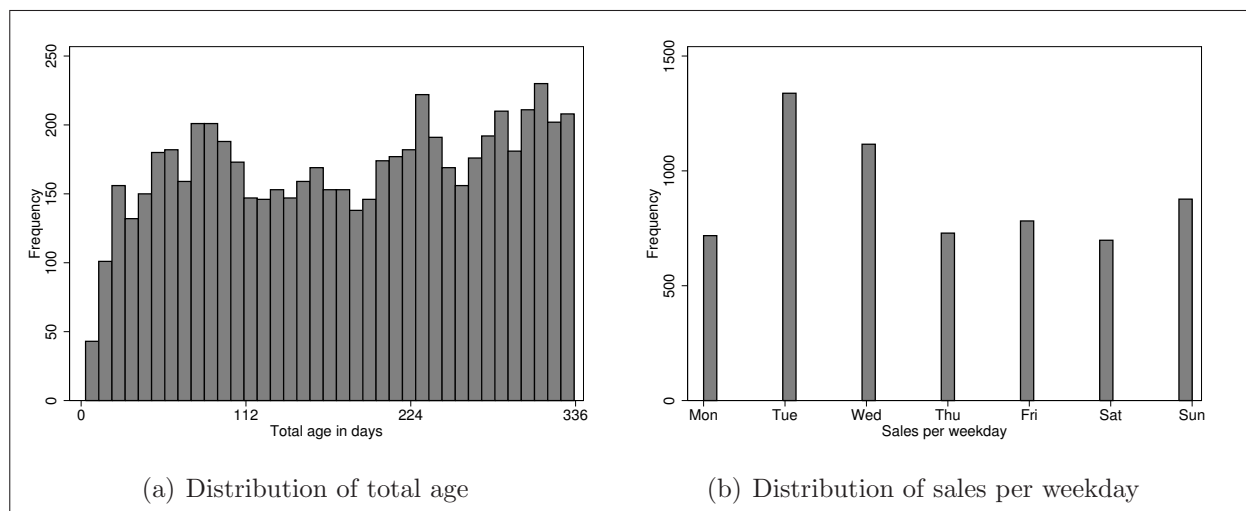 250
200
150
100
50
0
Frequency
0 112 224 336
Total age in days
(a) Distribution of total age
1500
1000
500
0
Frequency
Mon Tue Wed Thu Fri Sat Sun
Sales per weekday
(b) Distribution of sales per weekday